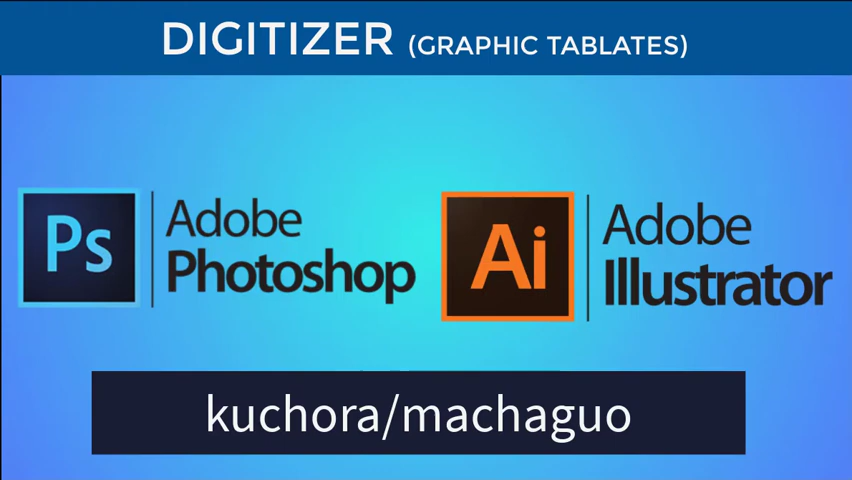 DIGITIZER (GRAPHIC TABLATES)
Ps
Adobe
Photoshop
Ai
Adobe
Illustrator
kuchora/machaguo